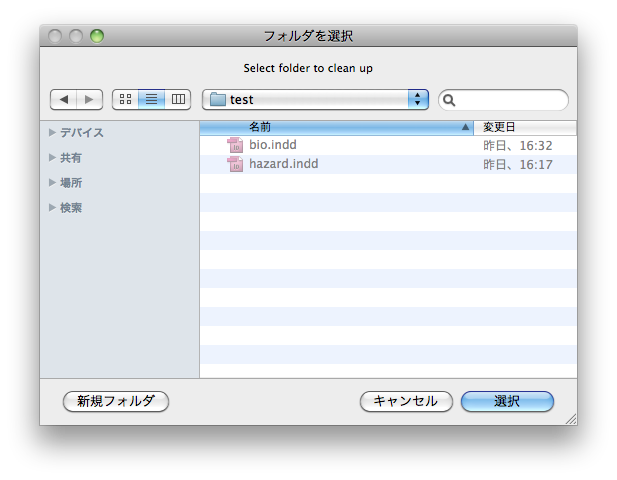 フォルダを選択
Select folder to clean up
test
デバイス
共有
場所
検索
名前 変更日
bio.indd 昨日、16:32
hazard.indd 昨日、16:17
新規フォルダ キャンセル 選択